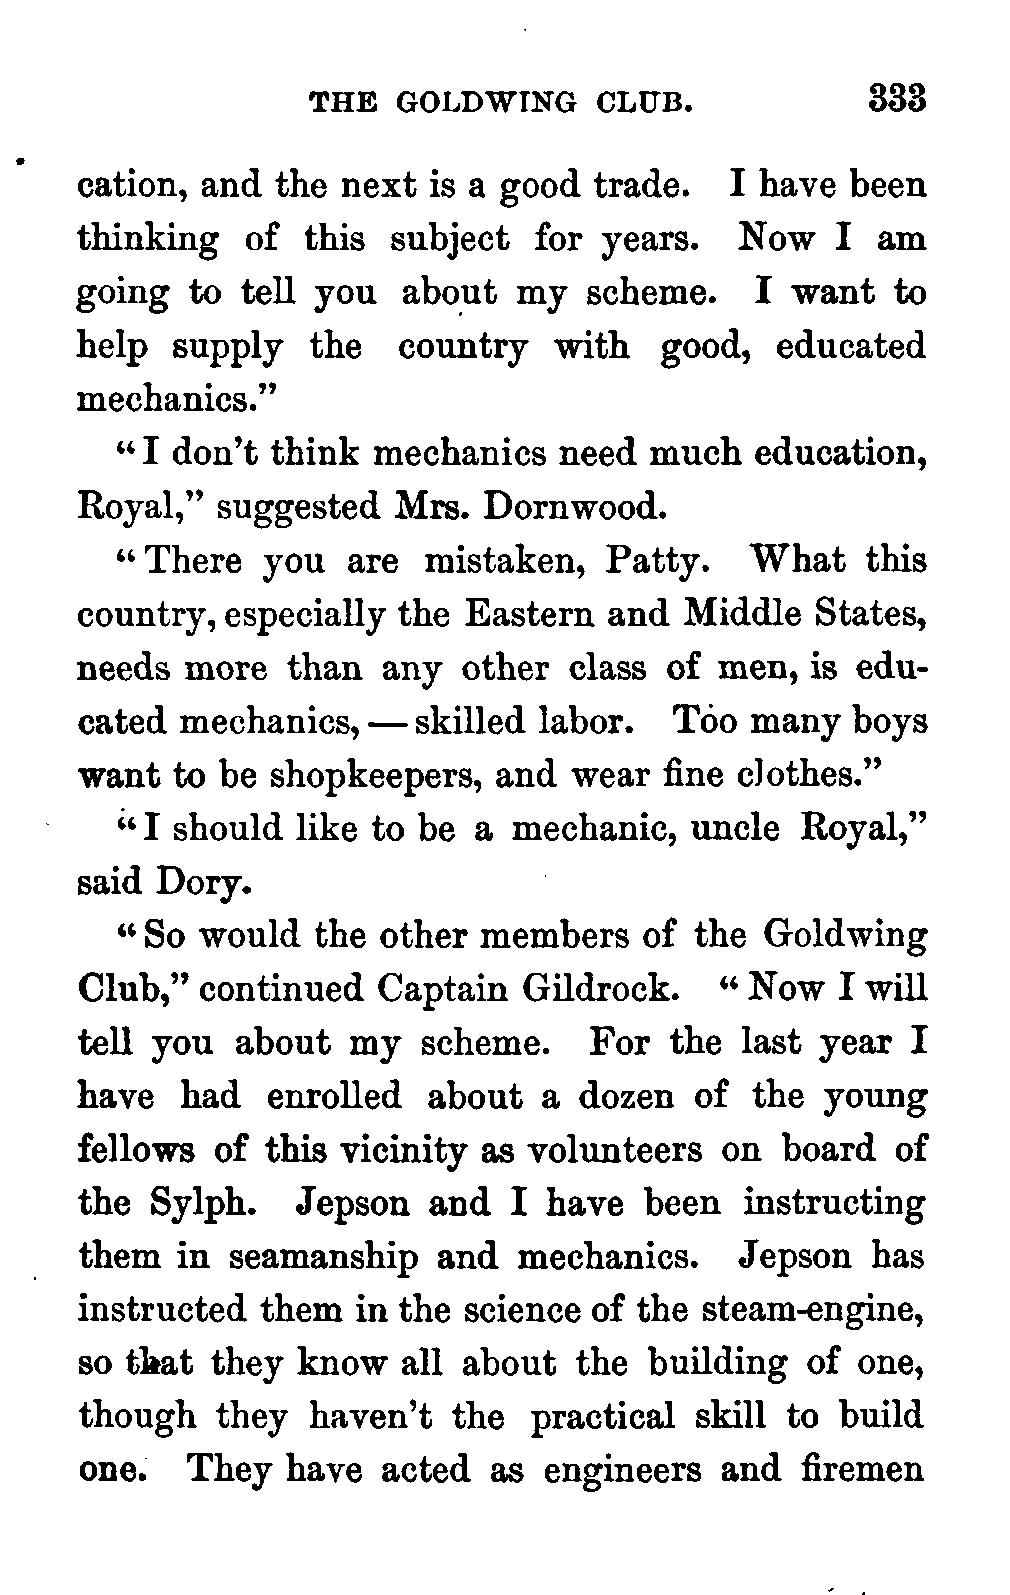 THE GOLDWING CLUB. 333
cation, and the next is a good trade. I have been
thinking of this subject for years. Now I am
going to tell you about my scheme. I want to
help supply the country with good, educated
mechanics."
"I don't think mechanics need much education,
Royal," suggested Mrs. Dornwood.
"There you are mistaken, Patty. What this
country, especially the Eastern and Middle States,
needs more than any other class of men, is edu-
cated mechanics, — skilled labor. Too many boys
want to be shopkeepers, and wear fine clothes."
"I should like to be a mechanic, uncle Royal,"
said Dory.
"So would the other members of the Goldwing
Club," continued Captain Gildrock. "Now I will
tell you about my scheme. For the last year I
have had enrolled about a dozen of the young
fellows of this vicinity as volunteers on board of
the Sylph. Jepson and I have been instructing
them in seamanship and mechanics. Jepson has
instructed them in the science of the steam-engine,
so that they know all about the building of one,
though they haven't the practical skill to build
one. They have acted as engineers and firemen